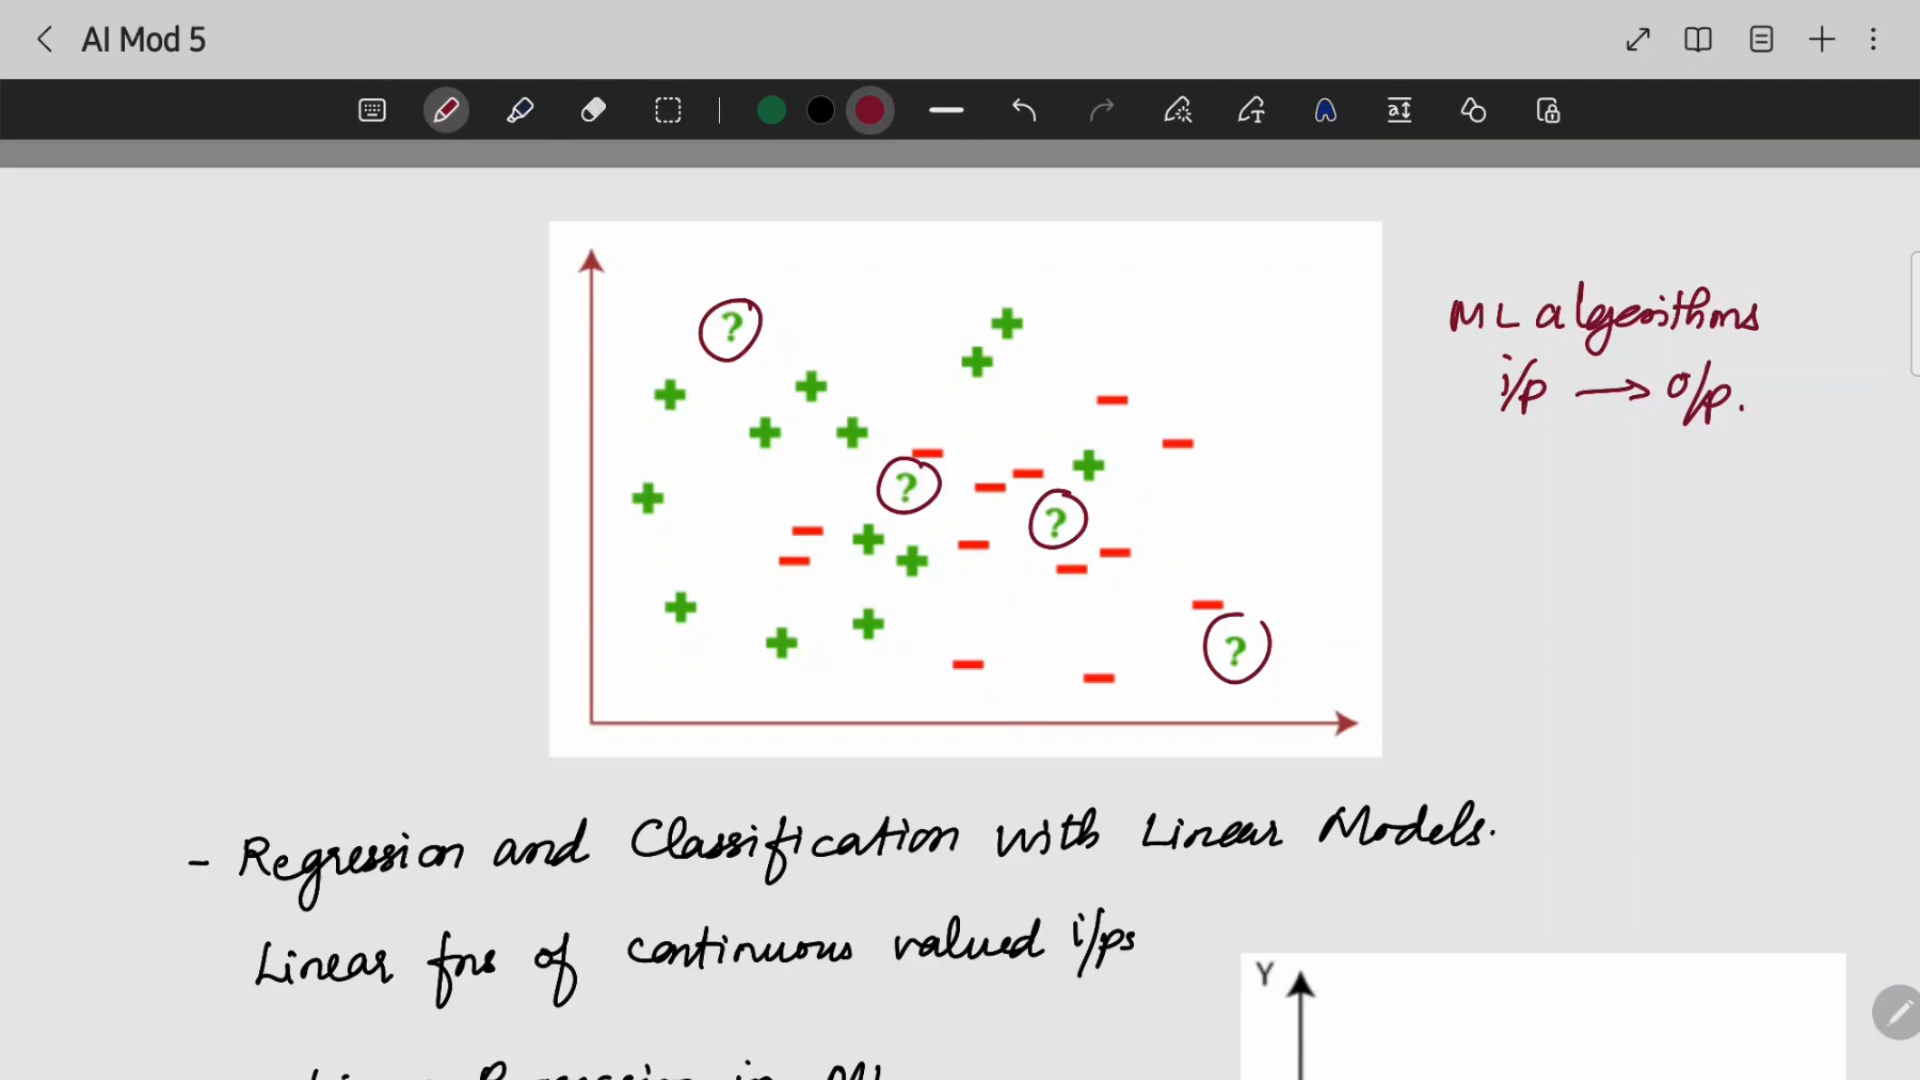 AI Mod 5
ML algorithms
i/p → o/p.
?
?
?
?
- Regression and Classification with Linear Models.
Linear fns of continuous valued i/ps
Y